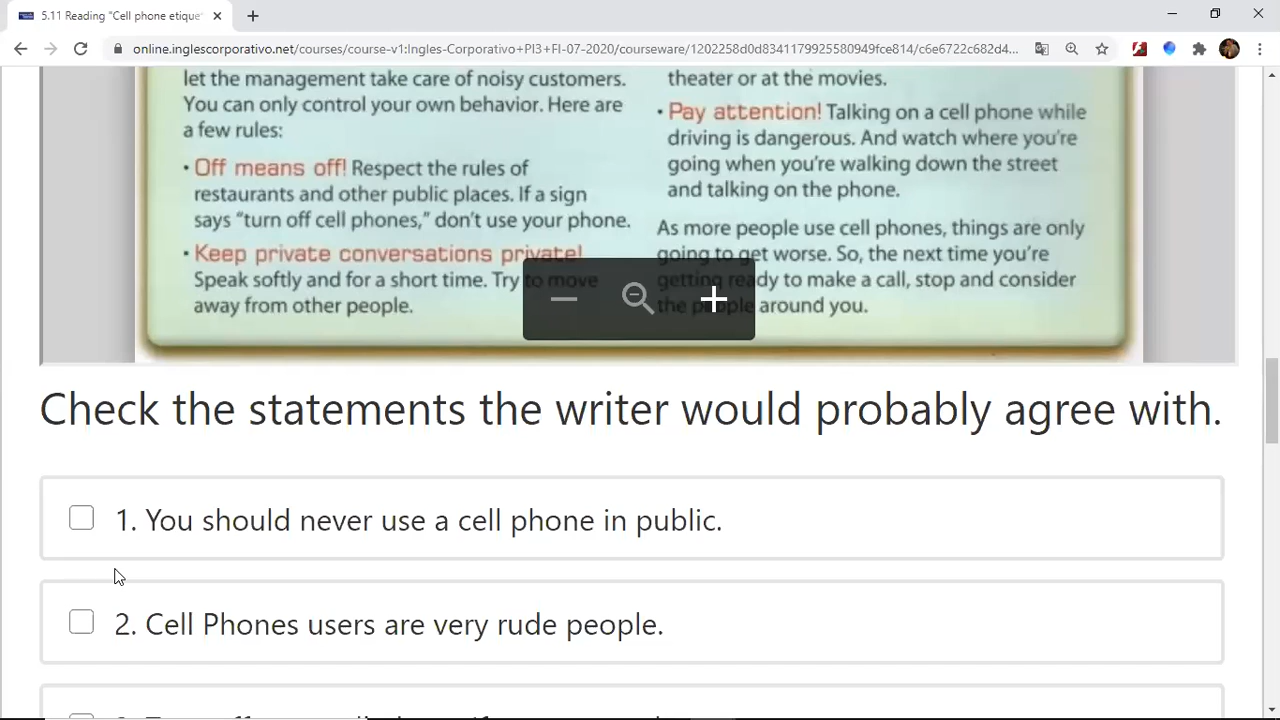 5.11 Reading "Cell phone etique
online.inglescorporativo.net/courses/course-v1:Ingles-Corporativo+PI3+FI-07-2020/courseware/1202258d0d8341179925580949fce814/c6e6722c682d4...
let the management take care of noisy customers.
You can only control your own behavior. Here are
a few rules:
• Off means off! Respect the rules of
restaurants and other public places. If a sign
says “turn off cell phones,” don’t use your phone.
• Keep private conversations private!
Speak softly and for a short time. Try to move
away from other people.
theater or at the movies.
• Pay attention! Talking on a cell phone while
driving is dangerous. And watch where you’re
going when you’re walking down the street
and talking on the phone.
As more people use cell phones, things are only
going to get worse. So, the next time you’re
getting ready to make a call, stop and consider
the people around you.
Check the statements the writer would probably agree with.
1. You should never use a cell phone in public.
2. Cell Phones users are very rude people.